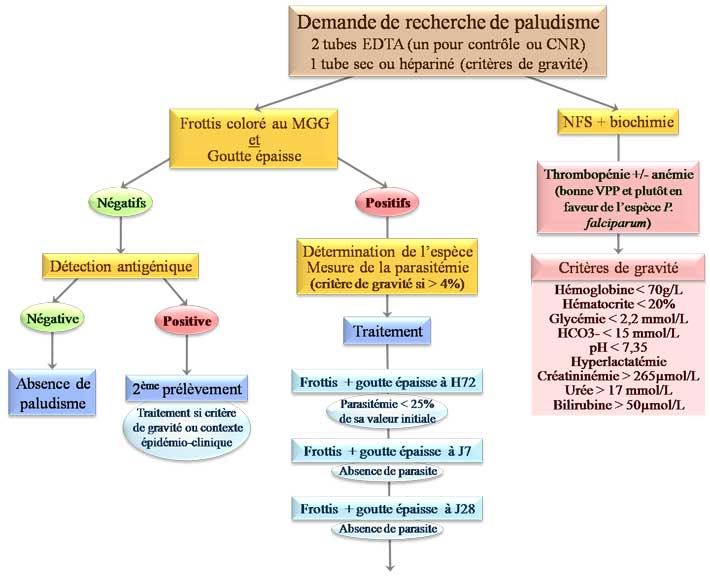 Demande de recherche de paludisme
2 tubes EDTA (un pour contrôle ou CNR)
1 tube sec ou hépariné (critères de gravité)
Frottis coloré au MGG
et
Goutte épaisse
Négatifs
Détection antigénique
Négative
Absence de
paludisme
Positive
2ème prélèvement
Traitement si critère
de gravité ou contexte
épidémio-clinique
Positifs
Détermination de l'espèce
Mesure de la parasitémie
(critère de gravité si > 4%)
Traitement
Frottis + goutte épaisse à H72
Parasitémie < 25%
de sa valeur initiale
Frottis + goutte épaisse à J7
Absence de parasite
Frottis + goutte épaisse à J28
Absence de parasite
NFS + biochimie
Thrombopénie +/- anémie
(bonne VPP et plutôt en
faveur de l'espèce P.
falciparum)
Critères de gravité
Hémoglobine < 70g/L
Hématocrite < 20%
Glycémie < 2,2 mmol/L
HCO3- < 15 mmol/L
pH < 7,35
Hyperlactatémie
Créatininémie > 265µmol/L
Urée > 17 mmol/L
Bilirubine > 50µmol/L